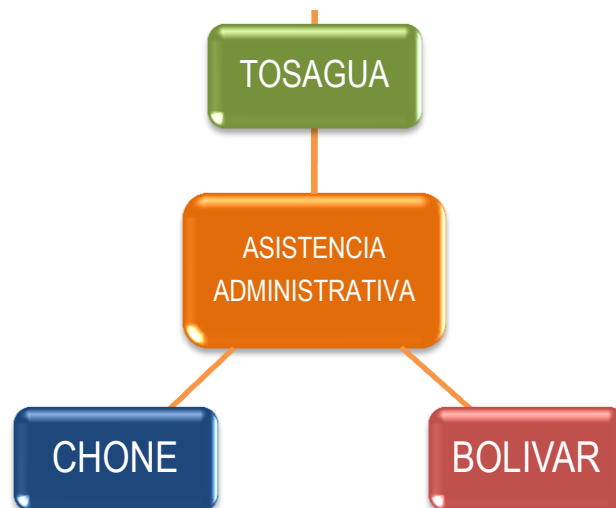 TOSAGUA
ASISTENCIA
ADMINISTRATIVA
CHONE
BOLIVAR